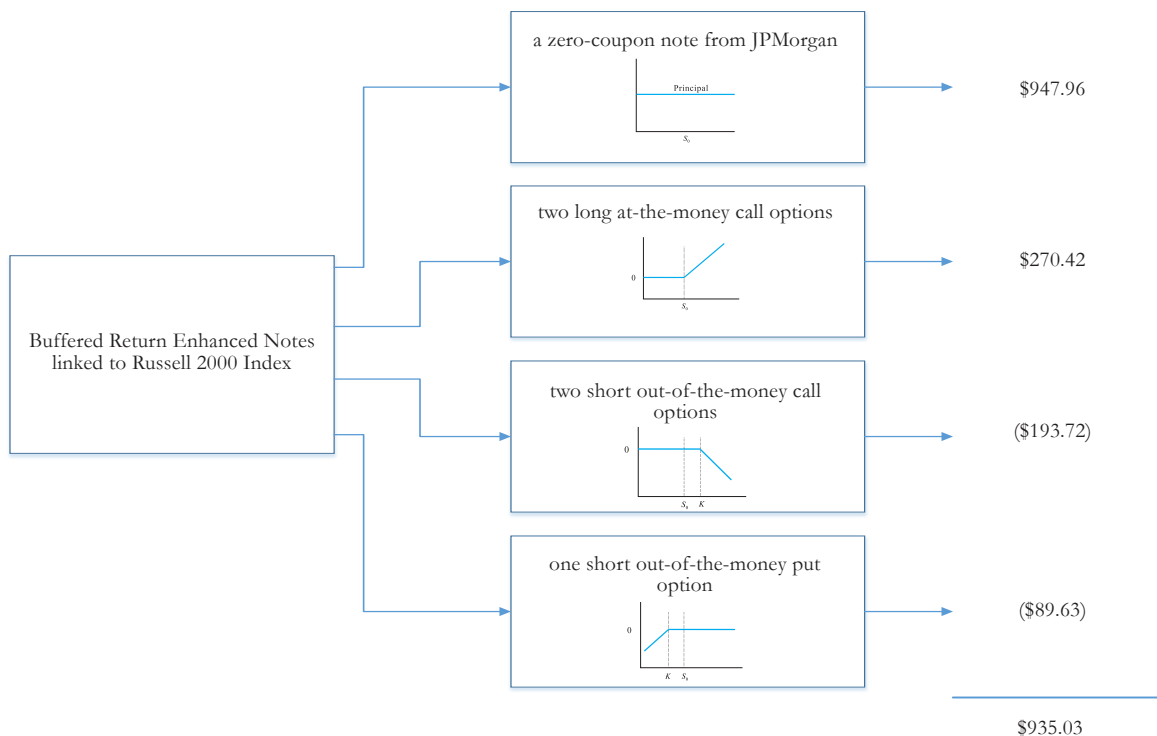 a zero-coupon note from JPMorgan
Principal
S₀
$947.96
two long at-the-money call options
0
S₀
$270.42
Buffered Return Enhanced Notes
linked to Russell 2000 Index
two short out-of-the-money call
options
0
S₀
K
($193.72)
one short out-of-the-money put
option
0
K
S₀
($89.63)
$935.03